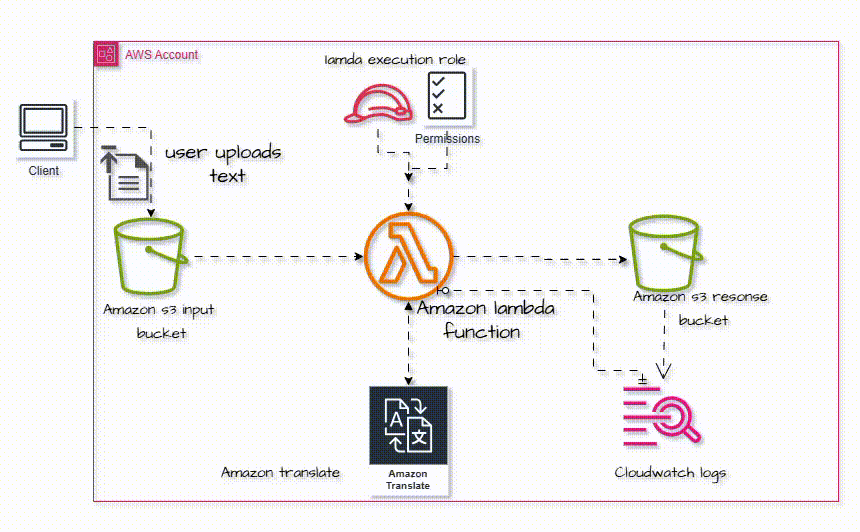 AWS Account
lamda execution role
Permissions
Client
user uploads
text
Amazon s3 input
bucket
Amazon lambda
function
Amazon s3 resonse
bucket
A
文
Amazon translate
Amazon
Translate
Cloudwatch logs